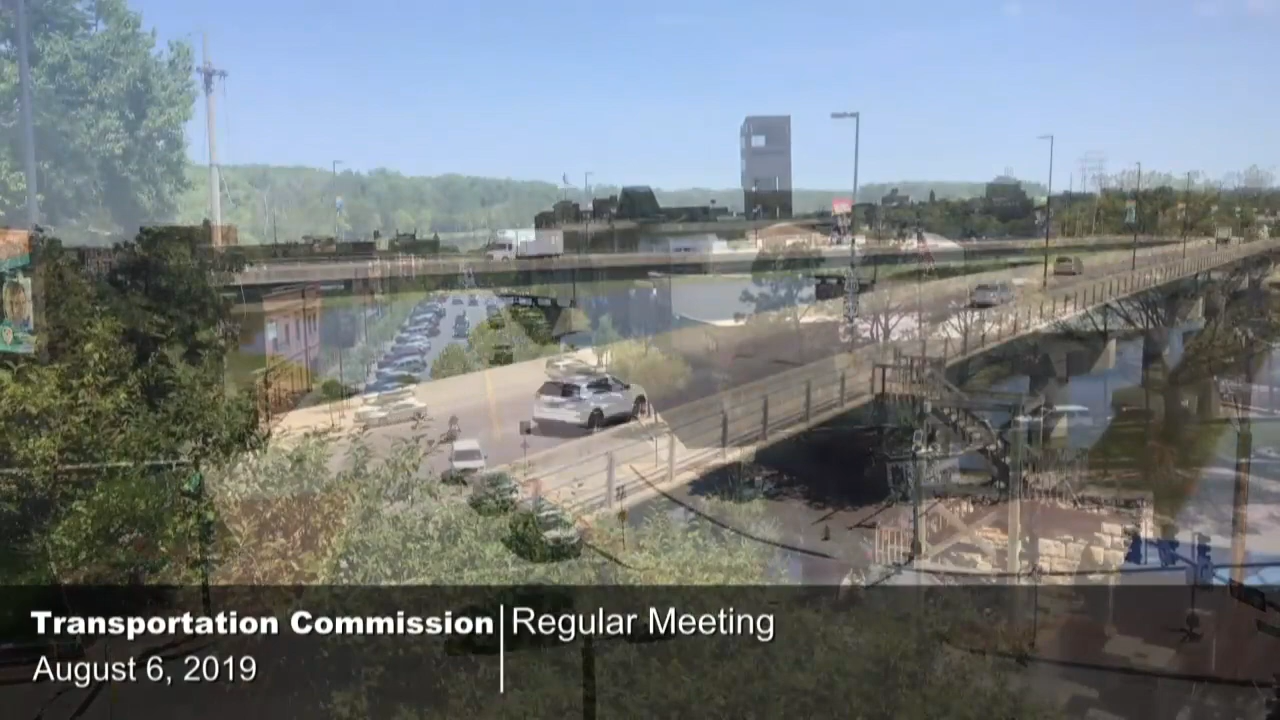 Transportation Commission Regular Meeting
August 6, 2019